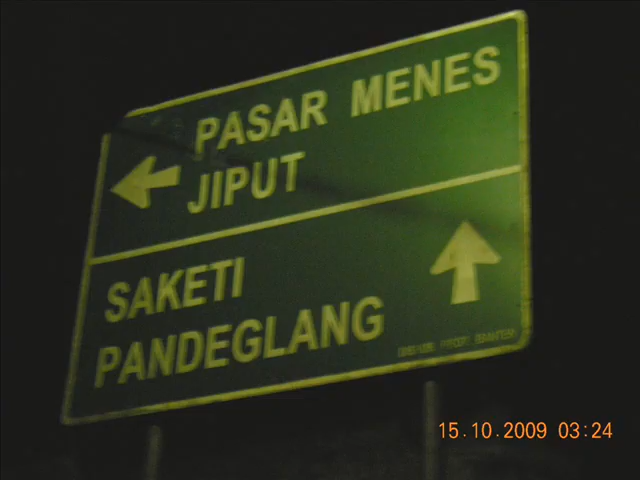 PASAR MENES
JIPUT
SAKETI
PANDEGLANG
15.10.2009 03:24